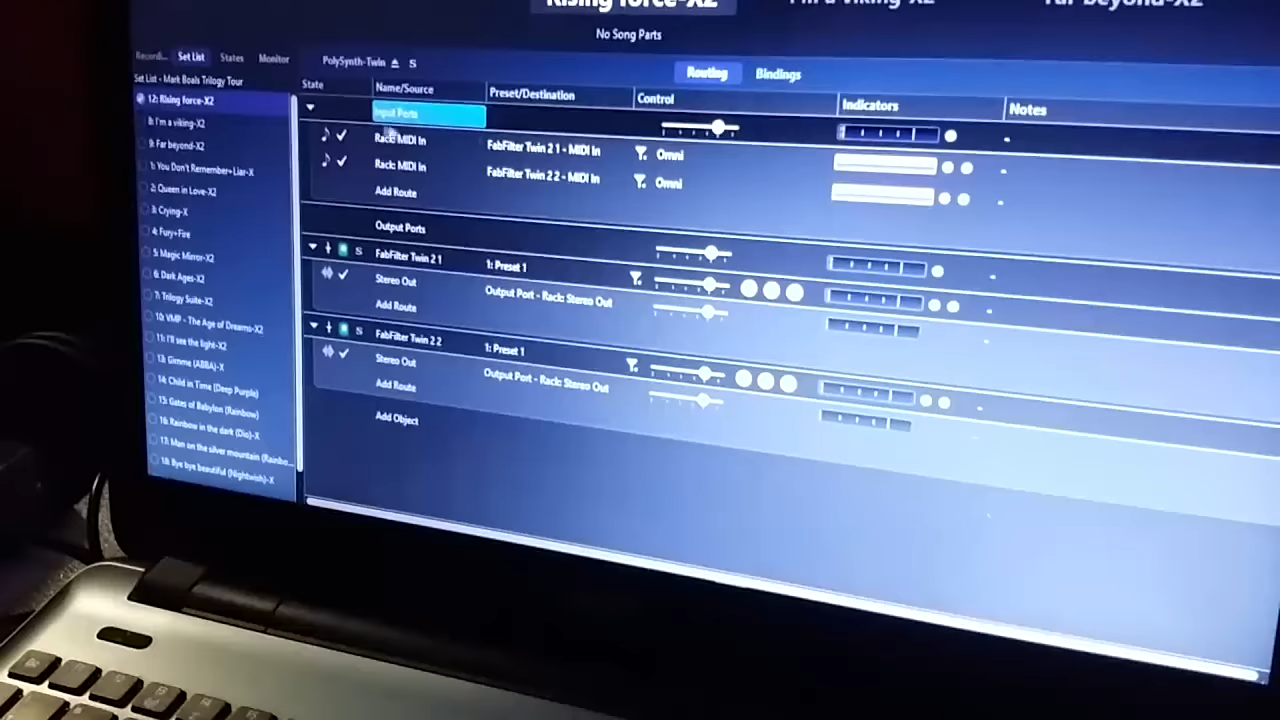 Rising force-X2
I'm a viking-X2
Far beyond-X2
No Song Parts
Set List
States
Monitor
PolySynth-Twin
S
Routing
Bindings
Set List - Mark Boals Trilogy Tour
State
Name/Source
Preset/Destination
Control
Indicators
Notes
12: Rising force-X2
8: I'm a viking-X2
9: Far beyond-X2
1: You Don't Remember+Liar-X
2: Queen in Love-X2
3: Crying-X
4: Fury+Fire
5: Magic Mirror-X2
6: Dark Ages-X2
7: Trilogy Suite-X2
10: VMP - The Age of Dreams-X2
11: I'll see the light-X2
13: Gimme (ABBA)-X
14: Child in Time (Deep Purple)
15: Gates of Babylon (Rainbow)
16: Rainbow in the dark (Dio)-X
17: Man on the silver mountain (Rainbo...
18: Bye bye beautiful (Nightwish)-X
Input Ports
Rack: MIDI In
FabFilter Twin 2 1 - MIDI In
Omni
Rack: MIDI In
FabFilter Twin 2 2 - MIDI In
Omni
Add Route
Output Ports
S
FabFilter Twin 2 1
1: Preset 1
Stereo Out
Output Port - Rack: Stereo Out
Add Route
S
FabFilter Twin 2 2
1: Preset 1
Stereo Out
Output Port - Rack: Stereo Out
Add Route
Add Object